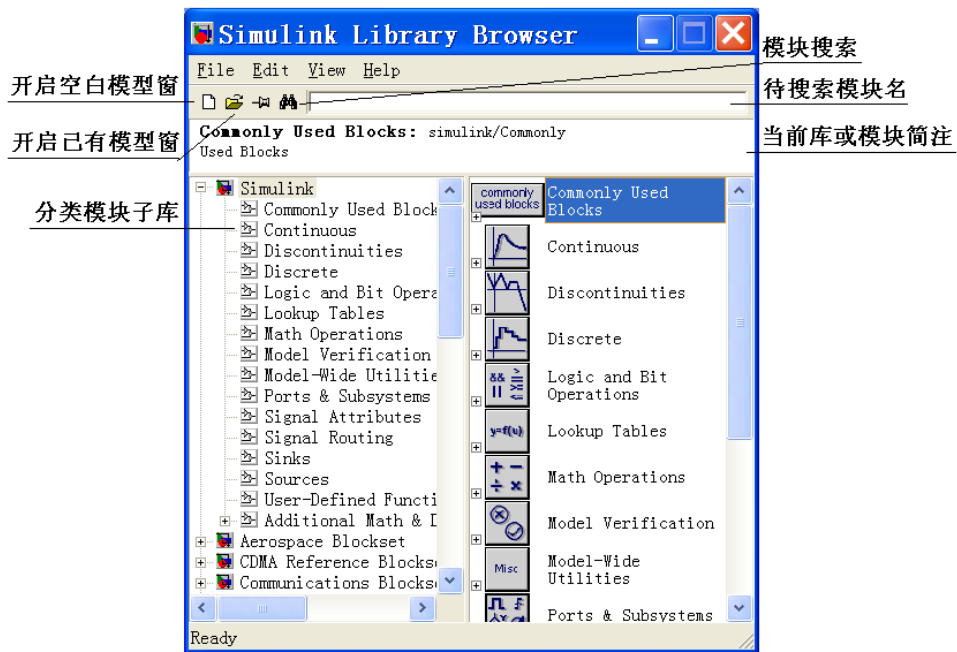 Simulink Library Browser
File Edit View Help
模块搜索
开启空白模型窗
待搜索模块名
开启已有模型窗
当前库或模块简注
分类模块子库
Commonly Used Blocks: simulink/Commonly
Used Blocks
Simulink
Commonly Used Block
Continuous
Discontinuities
Discrete
Logic and Bit Opera
Lookup Tables
Math Operations
Model Verification
Model-Wide Utilitie
Ports & Subsystems
Signal Attributes
Signal Routing
Sinks
Sources
User-Defined Functi
Additional Math & D
Aerospace Blockset
CDMA Reference Blocks
Communications Blocks
commonly
used blocks
Commonly Used
Blocks
Continuous
Discontinuities
Discrete
&& > || >= <=
Logic and Bit
Operations
y=f(u)
Lookup Tables
+ − ÷ ×
Math Operations
Model Verification
Misc
Model-Wide
Utilities
Ports & Subsystems
Ready